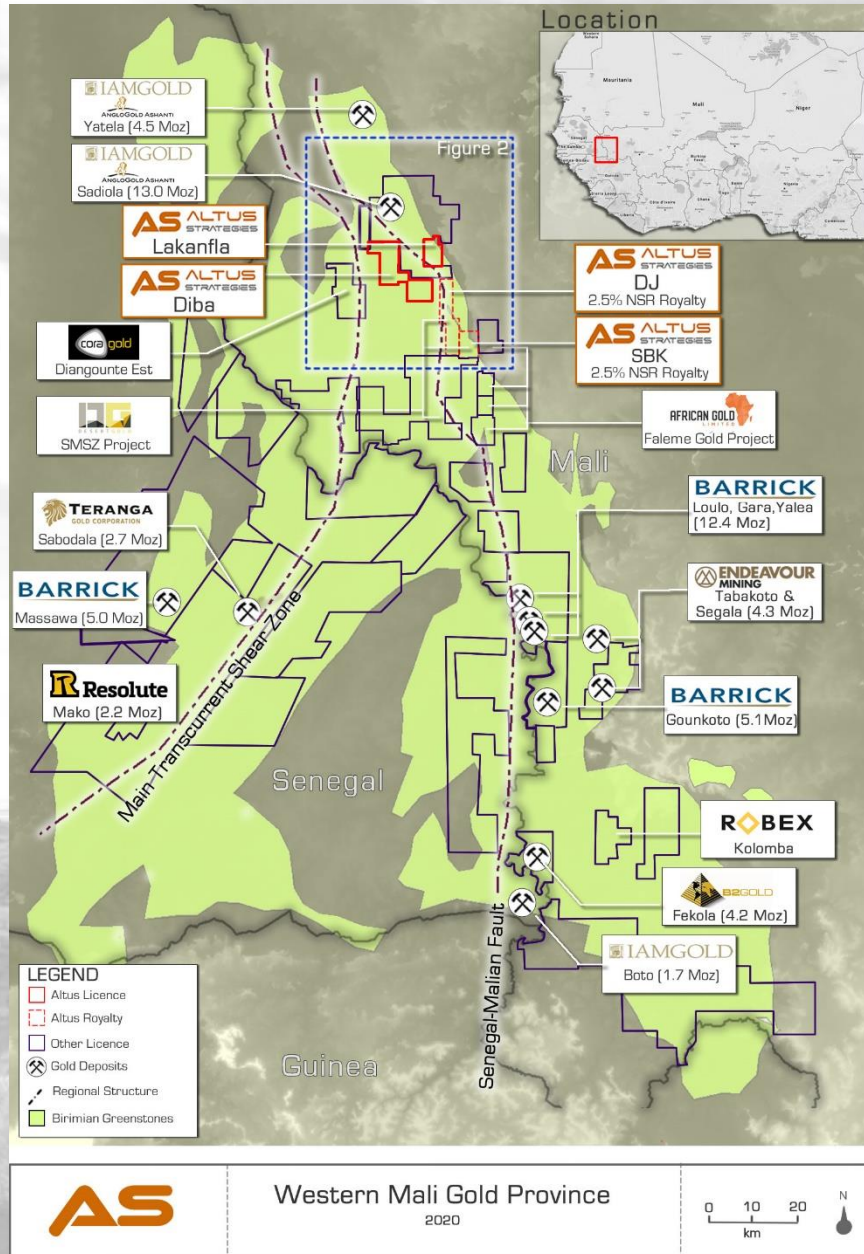 Location
Mauritania
Mali
Niger
IAMGOLD
ANGLOGOLD ASHANTI
Yatela (4.5 Moz)
IAMGOLD
ANGLOGOLD ASHANTI
Sadiola (13.0 Moz)
Figure 2
AS ALTUS
STRATEGIES
Lakanfla
AS ALTUS
STRATEGIES
Diba
AS ALTUS
STRATEGIES
DJ
2.5% NSR Royalty
AS ALTUS
STRATEGIES
SBK
2.5% NSR Royalty
cora gold
Diangounte Est
SMSZ Project
AFRICAN GOLD
LIMITED
Faleme Gold Project
Mali
TERANGA
GOLD CORPORATION
Sabodala (2.7 Moz)
BARRICK
Loulo, Gara,Yalea
(12.4 Moz)
BARRICK
Massawa (5.0 Moz)
ENDEAVOUR
MINING
Tabakoto &
Segala (4.3 Moz)
Resolute
Mako (2.2 Moz)
BARRICK
Gounkoto (5.1Moz)
Main Transcurrent Shear Zone
Senegal
ROBEX
Kolomba
B2GOLD
Fekola (4.2 Moz)
IAMGOLD
Boto (1.7 Moz)
Senegal-Malian Fault
Guinea
LEGEND
Altus Licence
Altus Royalty
Other Licence
Gold Deposits
Regional Structure
Birimian Greenstones
AS
Western Mali Gold Province
2020
0 10 20
km
N